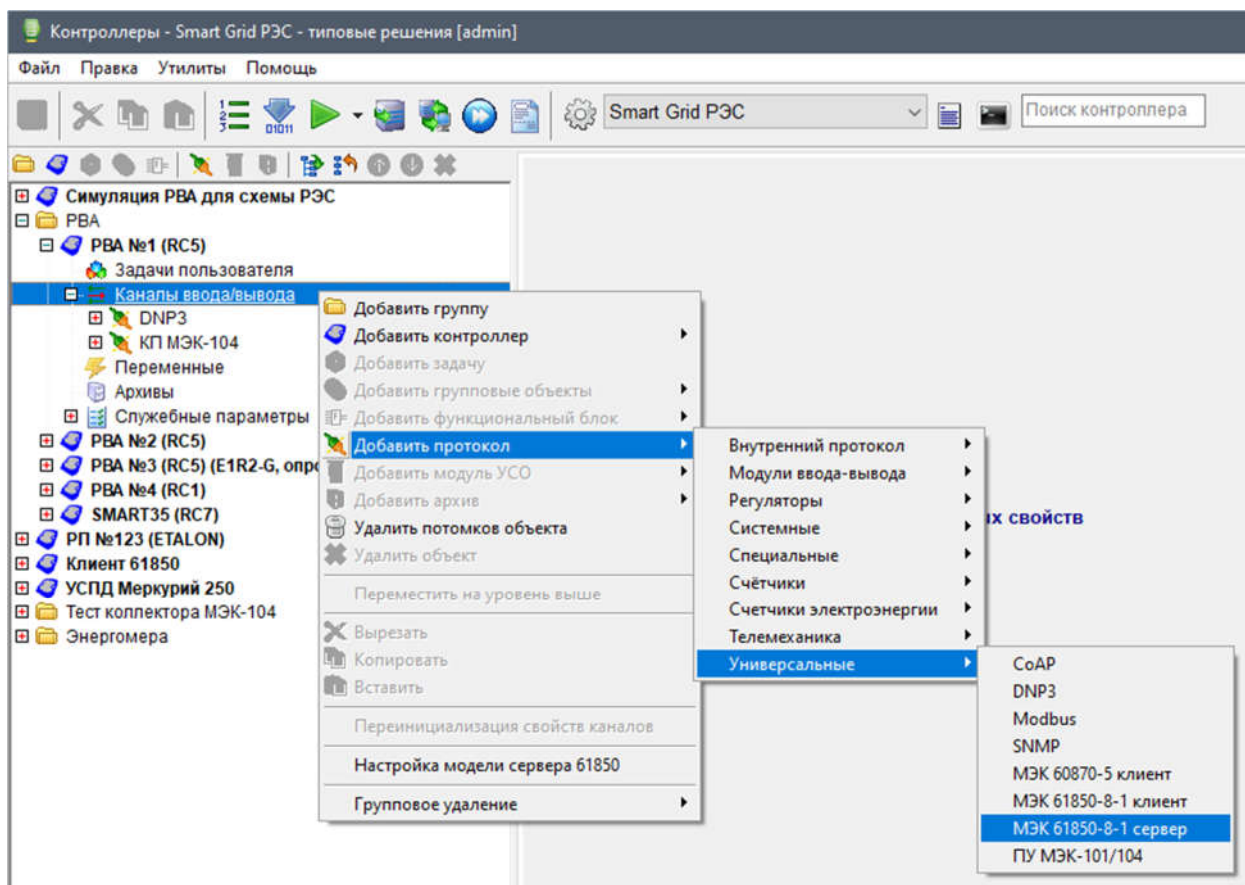 Контроллеры - Smart Grid РЭС - типовые решения [admin]
Файл Правка Утилиты Помощь
Smart Grid РЭС
Поиск контроллера
Симуляция РВА для схемы РЭС
РВА
РВА №1 (RC5)
Задачи пользователя
Каналы ввода/вывода
DNP3
КП МЭК-104
Переменные
Архивы
Служебные параметры
РВА №2 (RC5)
РВА №3 (RC5) (E1R2-G, опро
РВА №4 (RC1)
SMART35 (RC7)
РП №123 (ETALON)
Клиент 61850
УСПД Меркурий 250
Тест коллектора МЭК-104
Энергомера
Добавить группу
Добавить контроллер
Добавить задачу
Добавить групповые объекты
Добавить функциональный блок
Добавить протокол
Добавить модуль УСО
Добавить архив
Удалить потомков объекта
Удалить объект
Переместить на уровень выше
Вырезать
Копировать
Вставить
Переинициализация свойств каналов
Настройка модели сервера 61850
Групповое удаление
Внутренний протокол
Модули ввода-вывода
Регуляторы
Системные
Специальные
Счётчики
Счетчики электроэнергии
Телемеханика
Универсальные
их свойств
CoAP
DNP3
Modbus
SNMP
МЭК 60870-5 клиент
МЭК 61850-8-1 клиент
МЭК 61850-8-1 сервер
ПУ МЭК-101/104